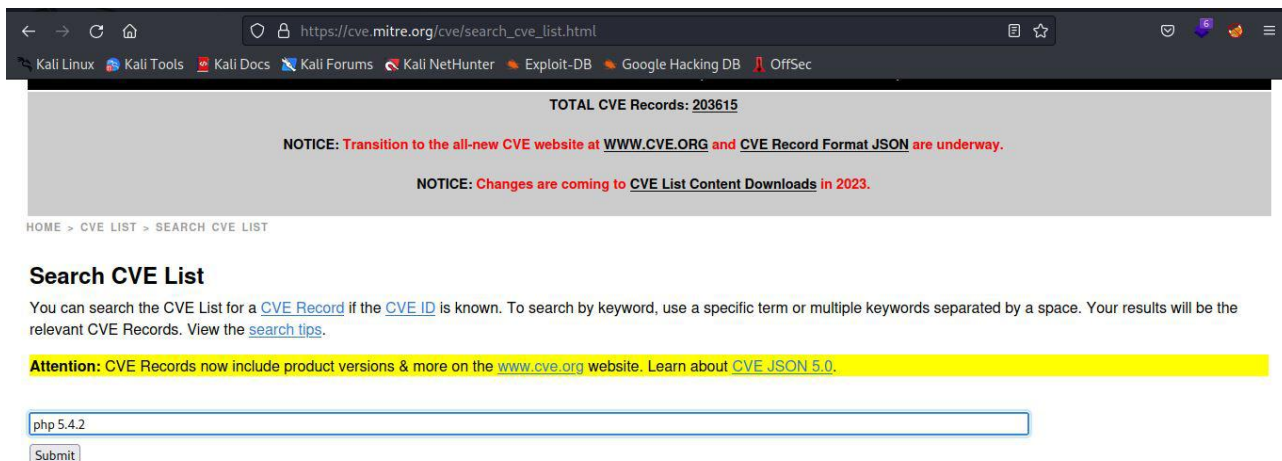 https://cve.mitre.org/cve/search_cve_list.html
6
Kali Linux Kali Tools Kali Docs Kali Forums Kali NetHunter Exploit-DB Google Hacking DB OffSec
TOTAL CVE Records: 203615
NOTICE: Transition to the all-new CVE website at WWW.CVE.ORG and CVE Record Format JSON are underway.
NOTICE: Changes are coming to CVE List Content Downloads in 2023.
HOME > CVE LIST > SEARCH CVE LIST
Search CVE List
You can search the CVE List for a CVE Record if the CVE ID is known. To search by keyword, use a specific term or multiple keywords separated by a space. Your results will be the
relevant CVE Records. View the search tips.
Attention: CVE Records now include product versions & more on the www.cve.org website. Learn about CVE JSON 5.0.
php 5.4.2
Submit